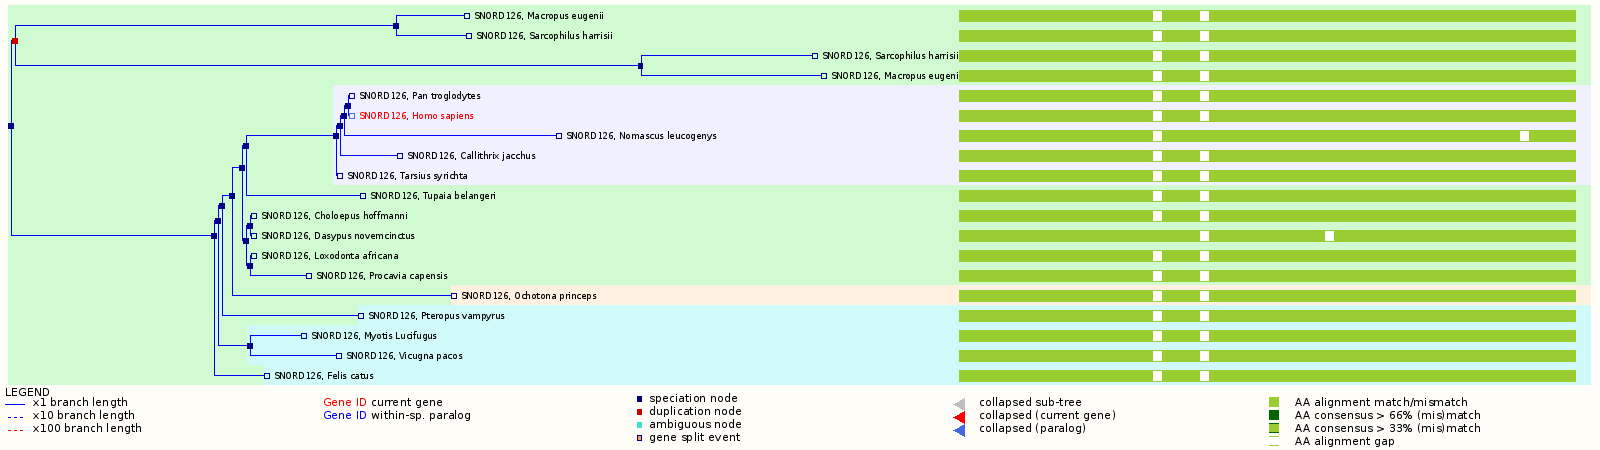 SNORD126, Macropus eugenii
SNORD126, Sarcophilus harrisii
SNORD126, Sarcophilus harrisii
SNORD126, Macropus eugeni
SNORD126, Pan troglodytes
SNORD126, Homo sapiens
SNORD126, Nomascus leucogenys
SNORD126, Callithrix jacchus
SNORD126, Tarsius syrichta
SNORD126, Tupaia belangeri
SNORD126, Choloepus hoffmanni
SNORD126, Dasypus novemcinctus
SNORD126, Loxodonta africana
SNORD126, Procavia capensis
SNORD126, Ochotona princeps
SNORD126, Pteropus vampyrus
SNORD126, Myotis Lucifugus
SNORD126, Vicugna pacos
SNORD126, Felis catus
LEGEND
x1 branch length
x10 branch length
x100 branch length
Gene ID current gene
Gene ID within-sp. paralog
speciation node
duplication node
ambiguous node
gene split event
collapsed sub-tree
collapsed (current gene)
collapsed (paralog)
AA alignment match/mismatch
AA consensus > 66% (mis)match
AA consensus > 33% (mis)match
AA alignment gap